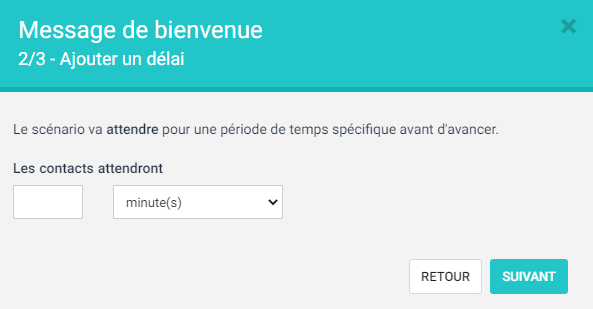 Message de bienvenue
2/3 - Ajouter un délai
Le scénario va attendre pour une période de temps spécifique avant d'avancer.
Les contacts attendront
minute(s)
RETOUR SUIVANT